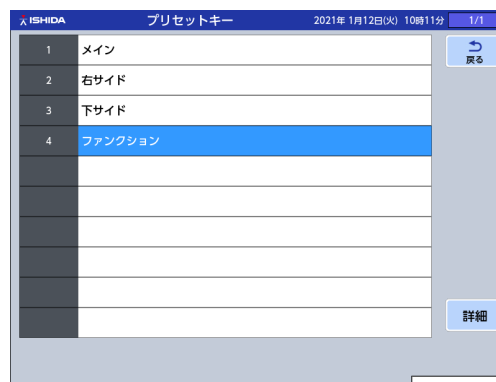 ISHIDA プリセットキー 2021年 1月12日(火) 10時11分 1/1
1 メイン
戻る
2 右サイド
3 下サイド
4 ファンクション
詳細